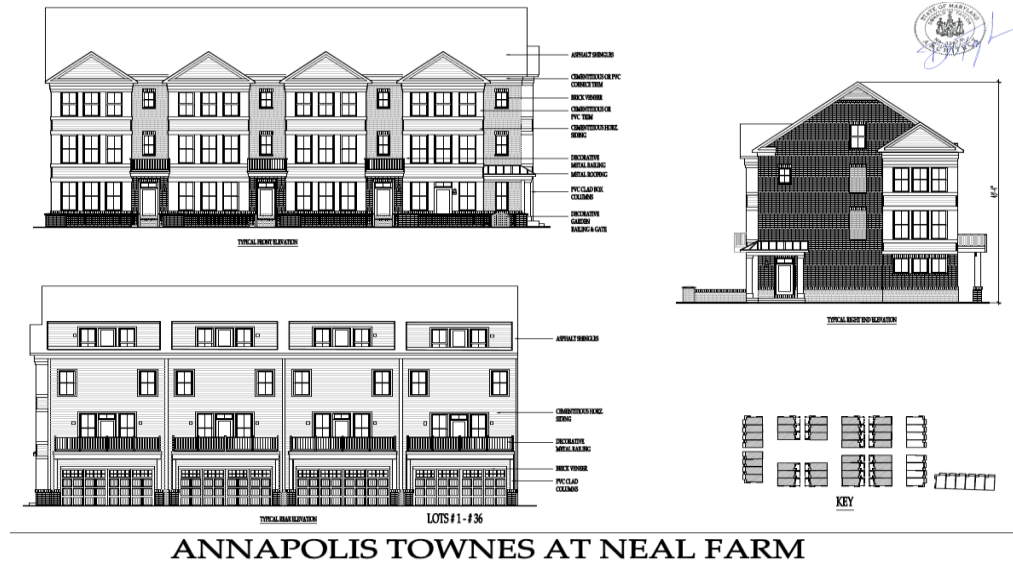 STATE OF MARYLAND
ASPHALT SHINGLES
CEMENTITIOUS OR PVC
CORNICE TRIM
BRICK VENEER
CEMENTITIOUS OR
PVC TRIM
CEMENTITIOUS HORZ.
SIDING
DECORATIVE
METAL RAILING
METAL ROOFING
PVC CLAD BOX
COLUMNS
DECORATIVE
GARDEN
RAILING & GATE
TYPICAL FRONT ELEVATION
TYPICAL RIGHT END ELEVATION
ASPHALT SHINGLES
CEMENTITIOUS HORZ.
SIDING
DECORATIVE
METAL RAILING
BRICK VENEER
PVC CLAD
COLUMNS
TYPICAL REAR ELEVATION
LOTS # 1 - # 36
KEY
ANNAPOLIS TOWNES AT NEAL FARM